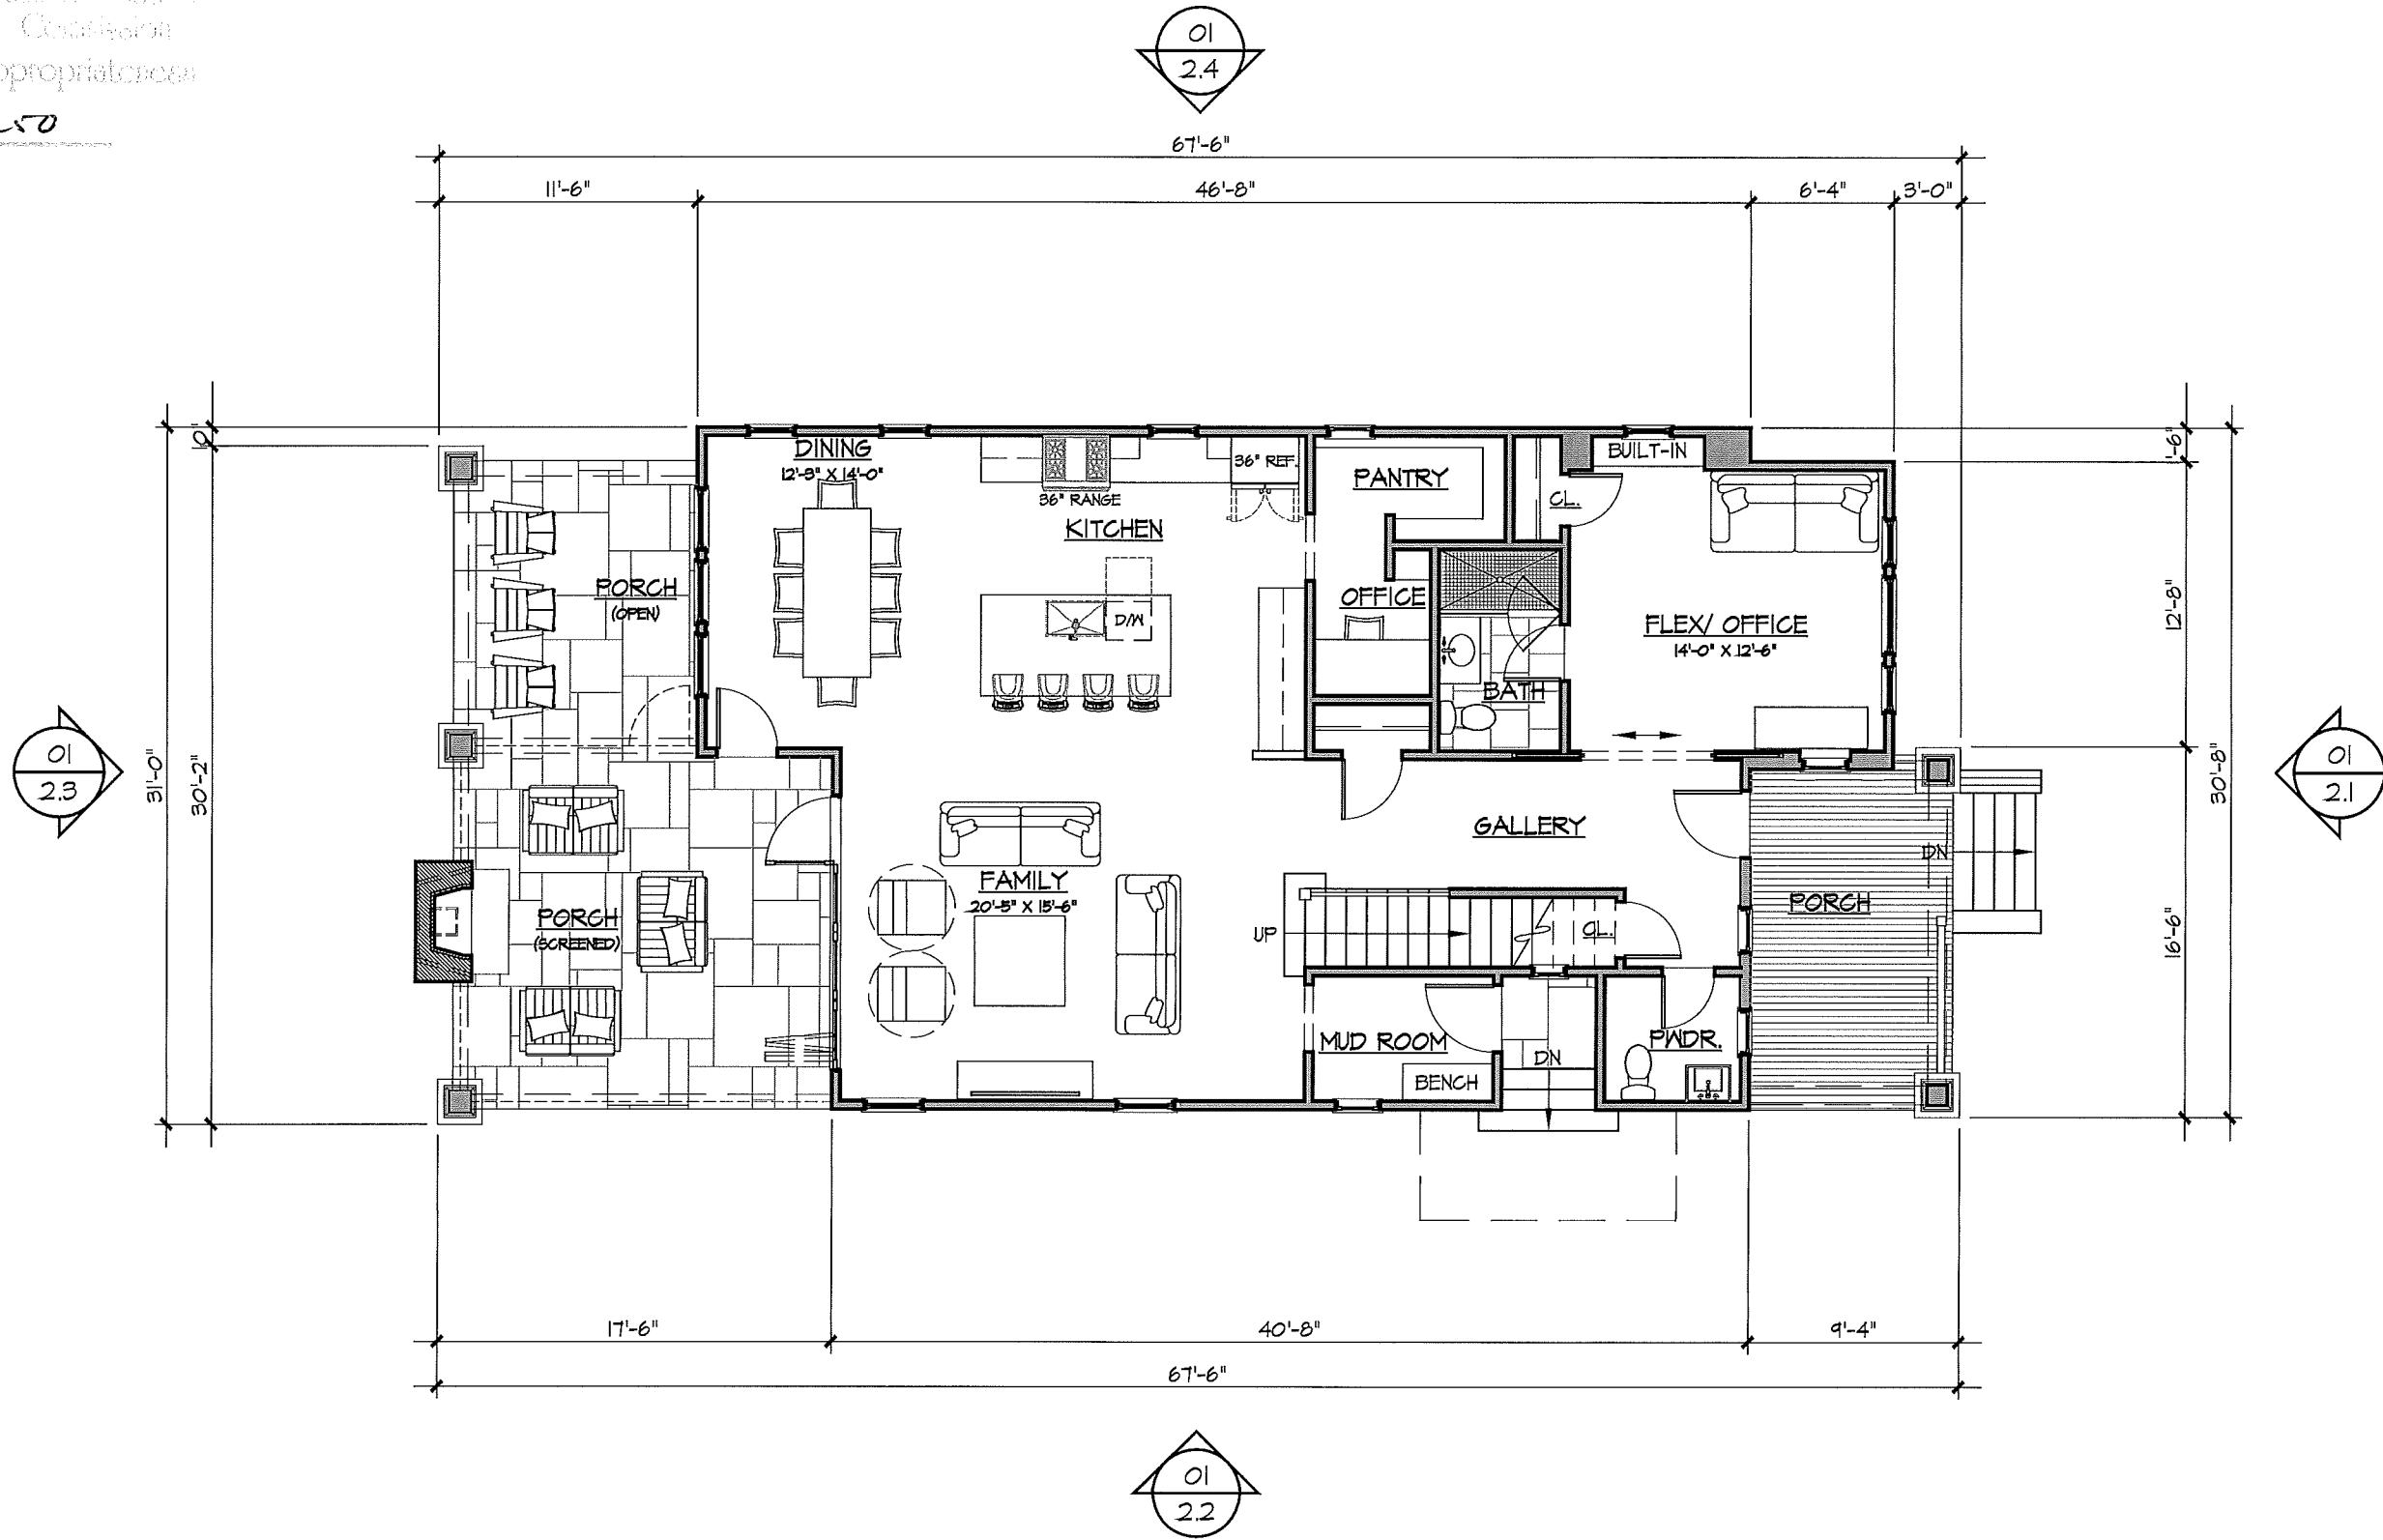 01
2.4
67'-6"
11'-6"
46'-8"
6'-4"
3'-0"
1'-0"
31'-0"
30'-2"
DINING
12'-9" X 14'-0"
36" RANGE
36" REF.
KITCHEN
D/W
PANTRY
OFFICE
CL.
BUILT-IN
BATH
FLEX/ OFFICE
14'-0" X 12'-6"
PORCH
(OPEN)
1'-6"
12'-8"
30'-8"
16'-6"
01
2.3
01
2.1
GALLERY
FAMILY
20'-5" X 15'-6"
PORCH
(SCREENED)
UP
CL.
PORCH
DN
MUD ROOM
BENCH
DN
PWDR.
17'-6"
40'-8"
9'-4"
67'-6"
01
2.2